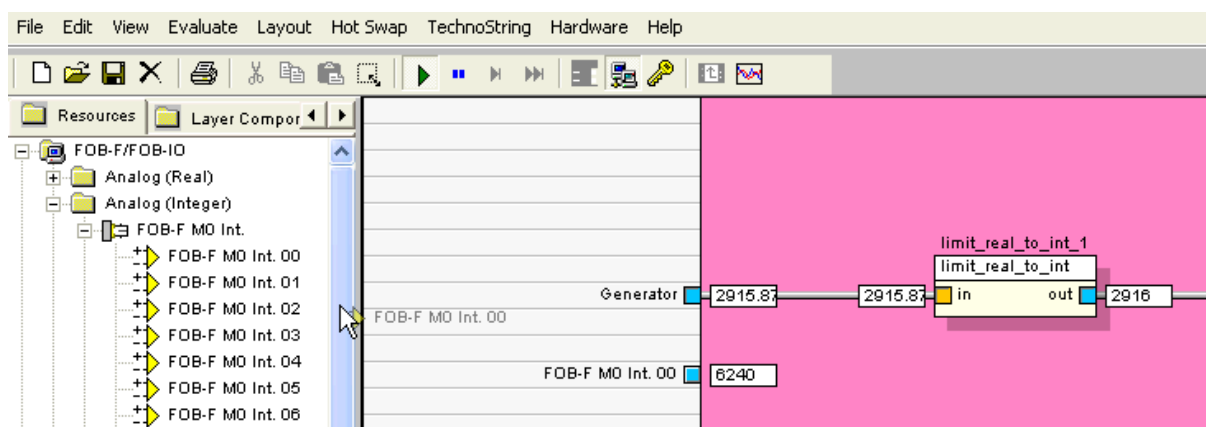 File Edit View Evaluate Layout Hot Swap TechnoString Hardware Help
Resources Layer Compor
FOB-F/FOB-IO
Analog (Real)
Analog (Integer)
FOB-F M0 Int.
FOB-F M0 Int. 00
FOB-F M0 Int. 01
FOB-F M0 Int. 02
FOB-F M0 Int. 03
FOB-F M0 Int. 04
FOB-F M0 Int. 05
FOB-F M0 Int. 06
Generator 2915.87
FOB-F M0 Int. 00
FOB-F M0 Int. 00 6240
limit_real_to_int_1
limit_real_to_int
2915.87 in out 2916